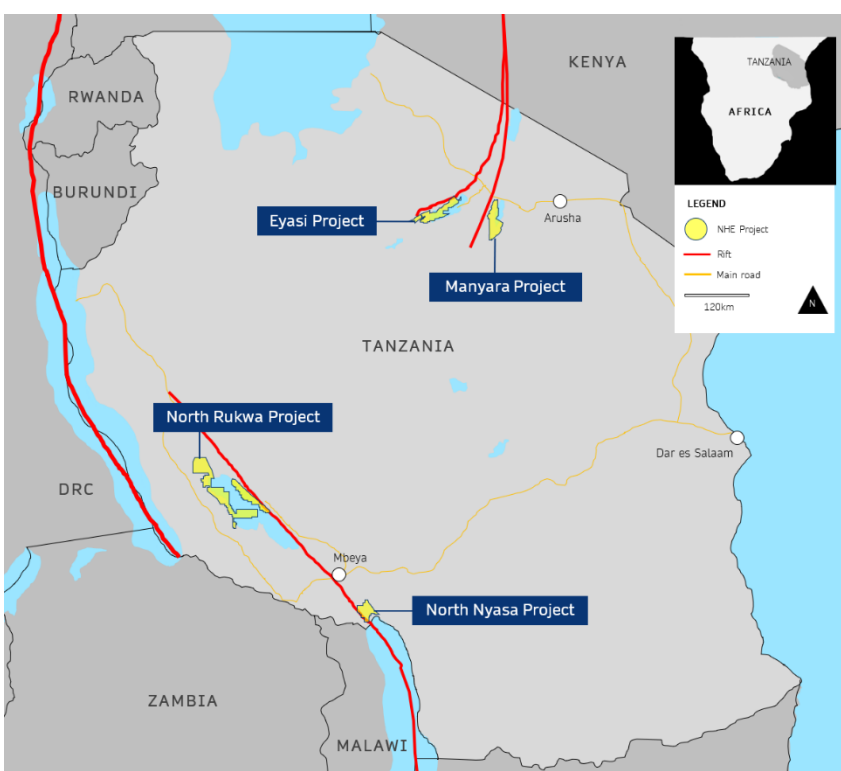 KENYA
TANZANIA
AFRICA
RWANDA
BURUNDI
LEGEND
NHE Project
Rift
Main road
120km
N
Eyasi Project
Arusha
Manyara Project
TANZANIA
North Rukwa Project
Dar es Salaam
DRC
Mbeya
North Nyasa Project
ZAMBIA
MALAWI